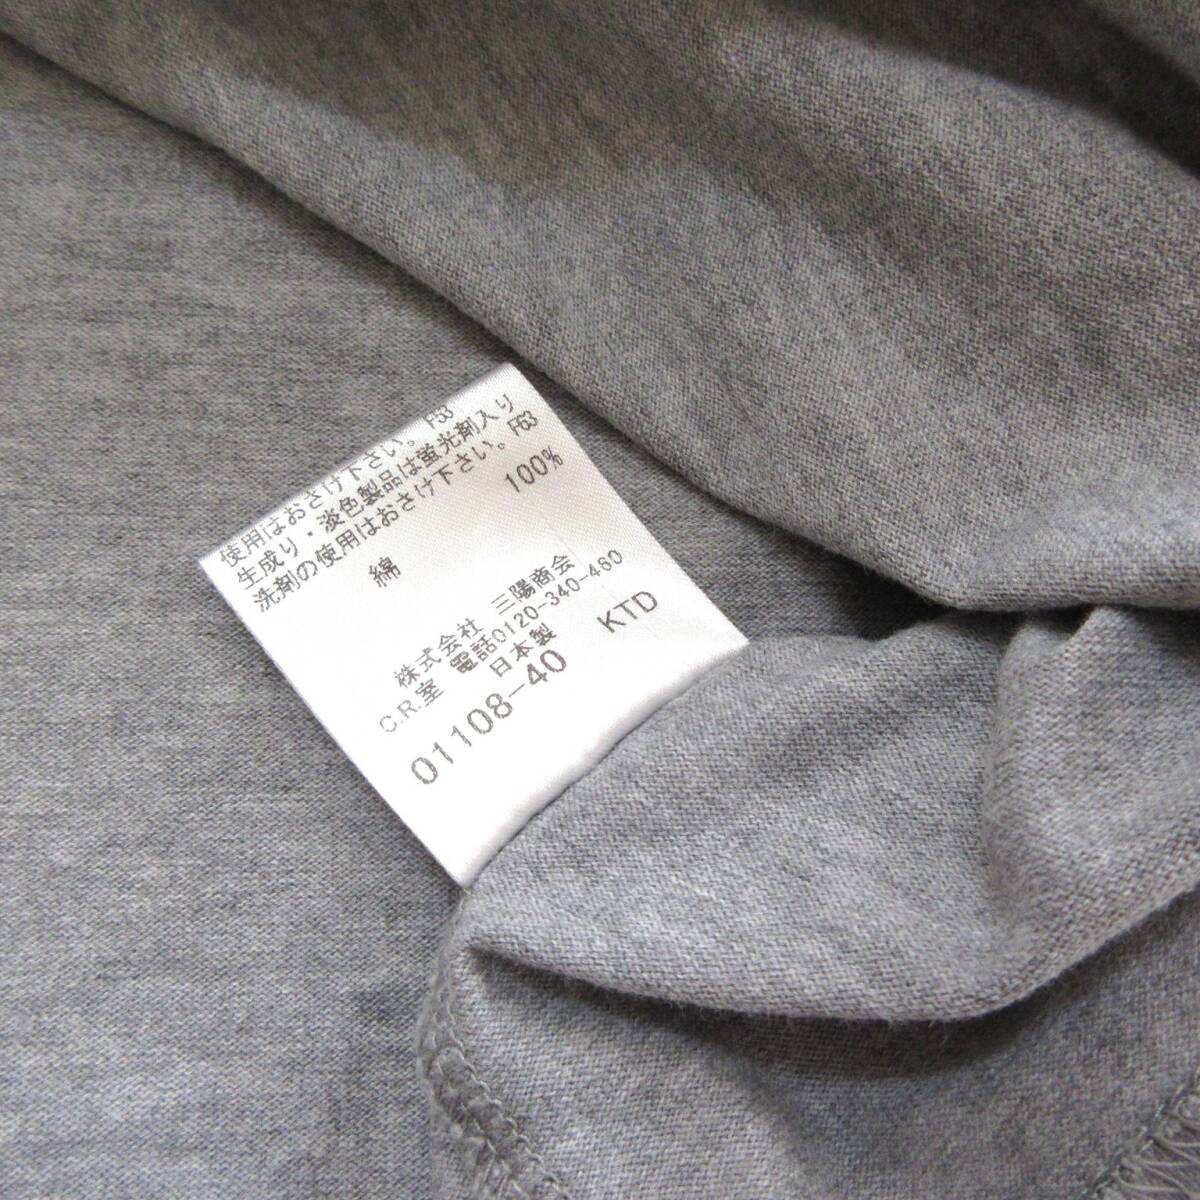 使用はおさけ下さい。F53
生成り・淡色製品は蛍光剤入り
洗剤の使用はおさけ下さい。F63
綿 100%
株式会社 三陽商会
C.R.室 電話0120-340-460
日本製 KTD
01108-40